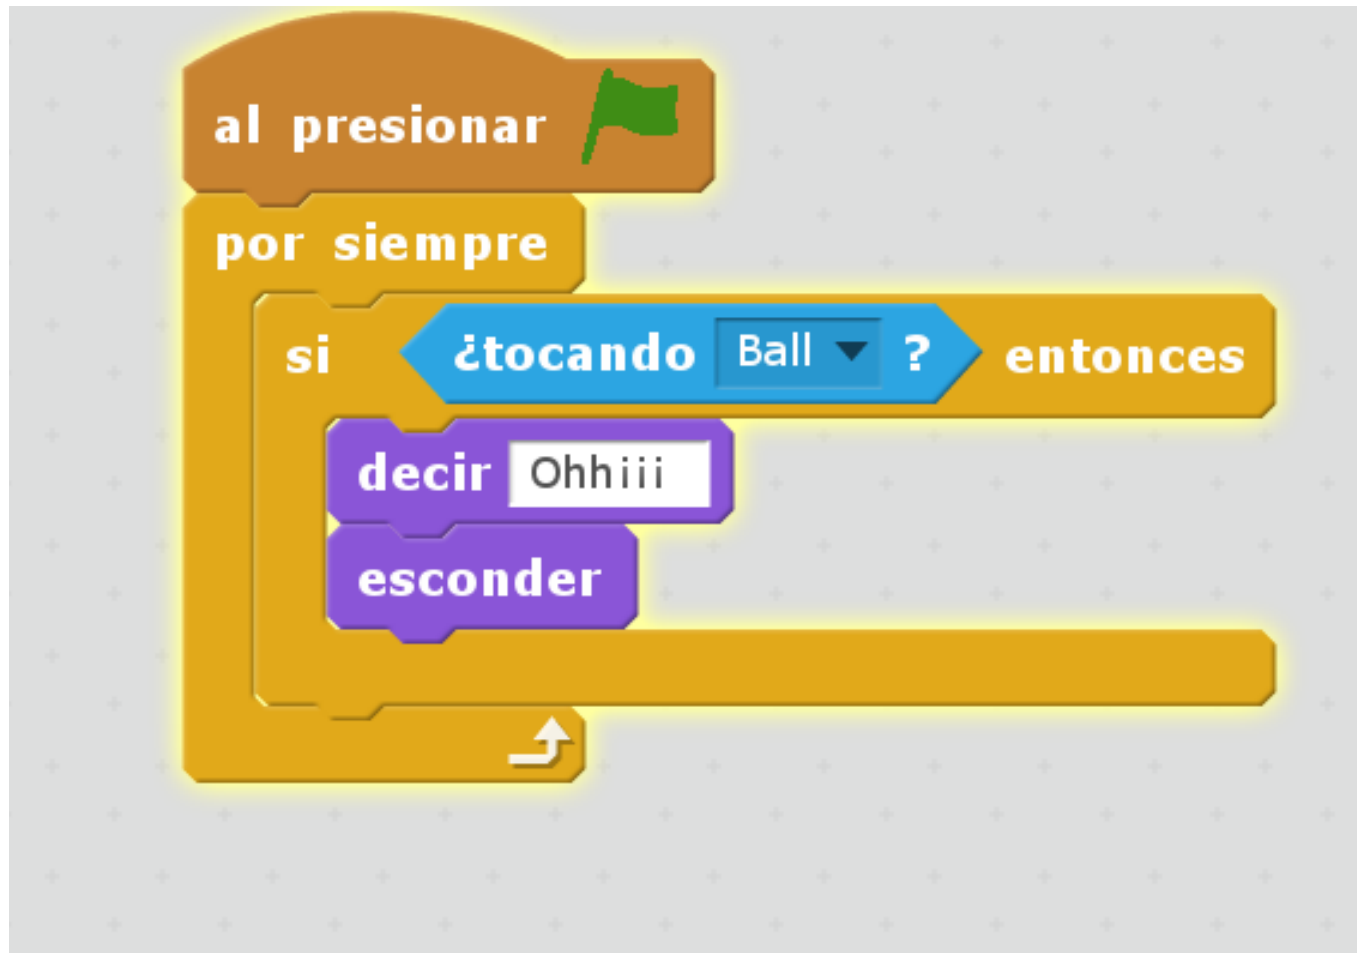 al presionar
por siempre
si ¿tocando Ball ? entonces
decir Ohhiii
esconder